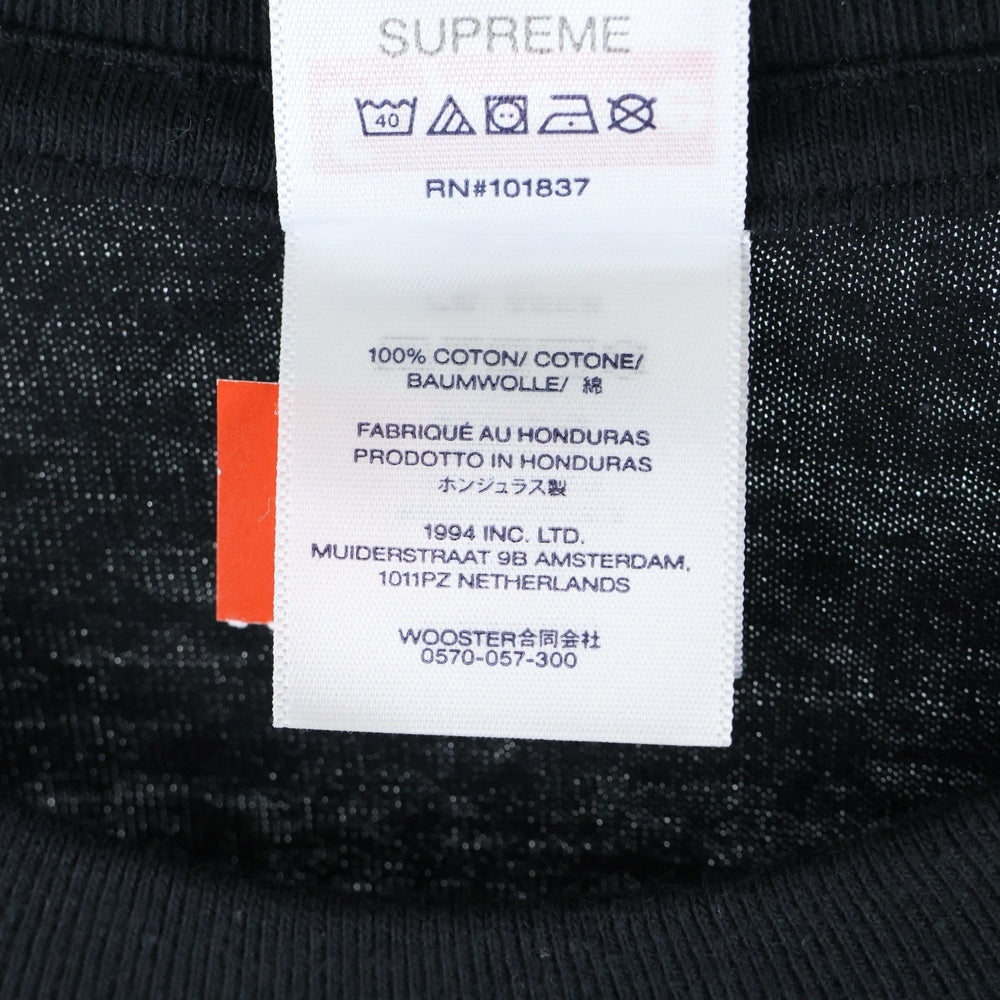 SUPREME
40
RN#101837
100% COTON/ COTONE/
BAUMWOLLE/ 綿
FABRIQUÉ AU HONDURAS
PRODOTTO IN HONDURAS
ホンジュラス製
1994 INC. LTD.
MUIDERSTRAAT 9B AMSTERDAM,
1011PZ NETHERLANDS
WOOSTER合同会社
0570-057-300